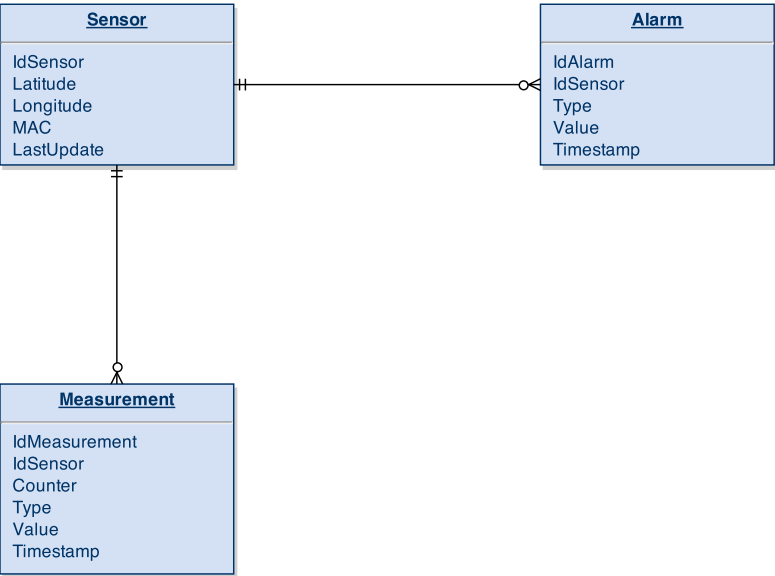 Sensor
IdSensor
Latitude
Longitude
MAC
LastUpdate
Alarm
IdAlarm
IdSensor
Type
Value
Timestamp
Measurement
IdMeasurement
IdSensor
Counter
Type
Value
Timestamp